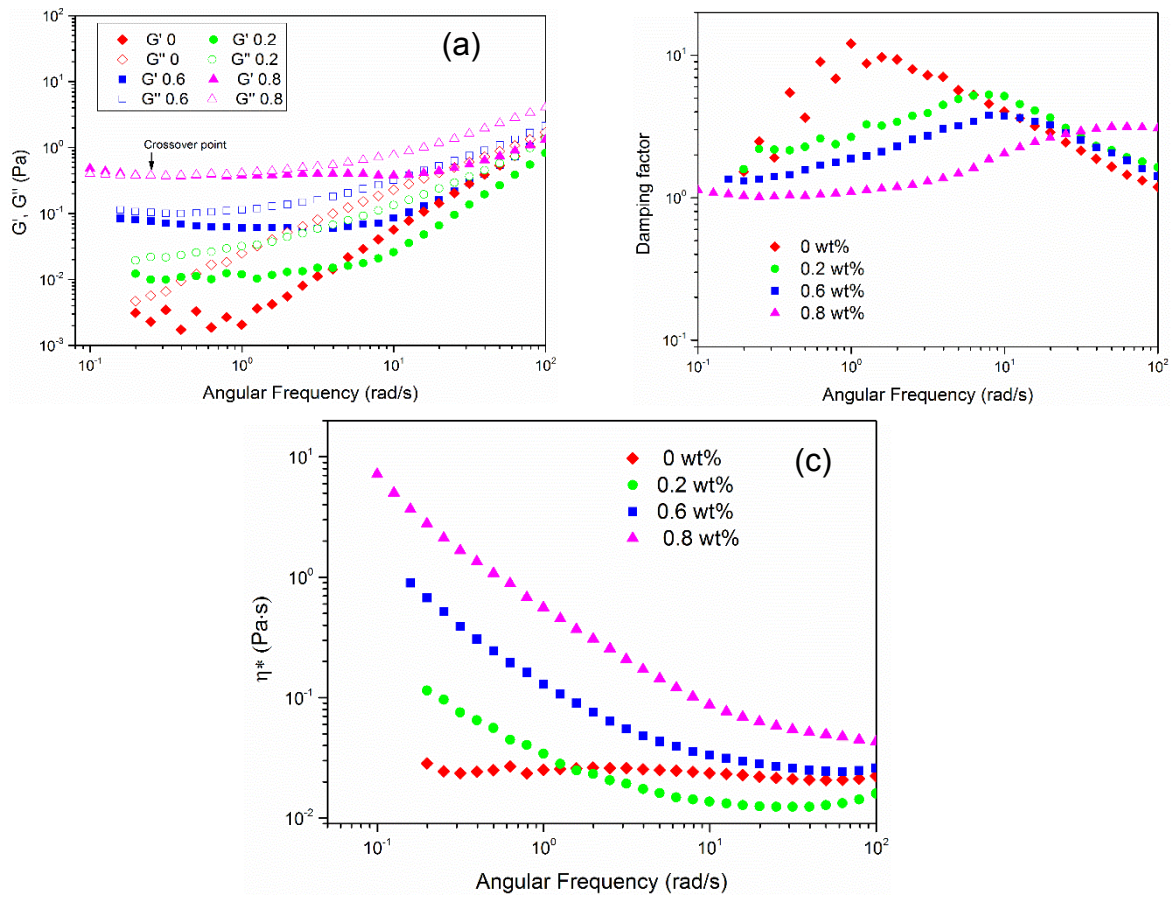 (a)
G' 0 G' 0.2
G'' 0 G'' 0.2
G' 0.6 G' 0.8
G'' 0.6 G'' 0.8
Crossover point
G', G'' (Pa)
10² 10¹ 10⁰ 10⁻¹ 10⁻² 10⁻³
10⁻¹ 10⁰ 10¹ 10²
Angular Frequency (rad/s)
Damping factor
10¹ 10⁰ 10⁻¹
0 wt%
0.2 wt%
0.6 wt%
0.8 wt%
10⁻¹ 10⁰ 10¹ 10²
Angular Frequency (rad/s)
(c)
0 wt%
0.2 wt%
0.6 wt%
0.8 wt%
η* (Pa·s)
10¹ 10⁰ 10⁻¹ 10⁻²
10⁻¹ 10⁰ 10¹ 10²
Angular Frequency (rad/s)